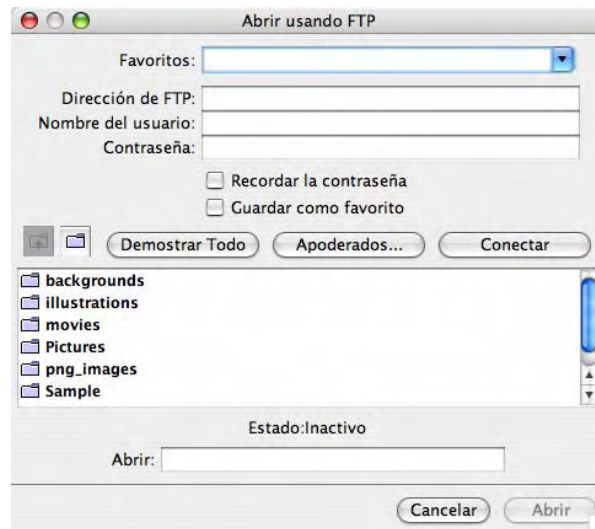 Abrir usando FTP
Favoritos:
Dirección de FTP:
Nombre del usuario:
Contraseña:
Recordar la contraseña
Guardar como favorito
Demostrar Todo Apoderados... Conectar
backgrounds
illustrations
movies
Pictures
png_images
Sample
Estado:Inactivo
Abrir:
Cancelar Abrir